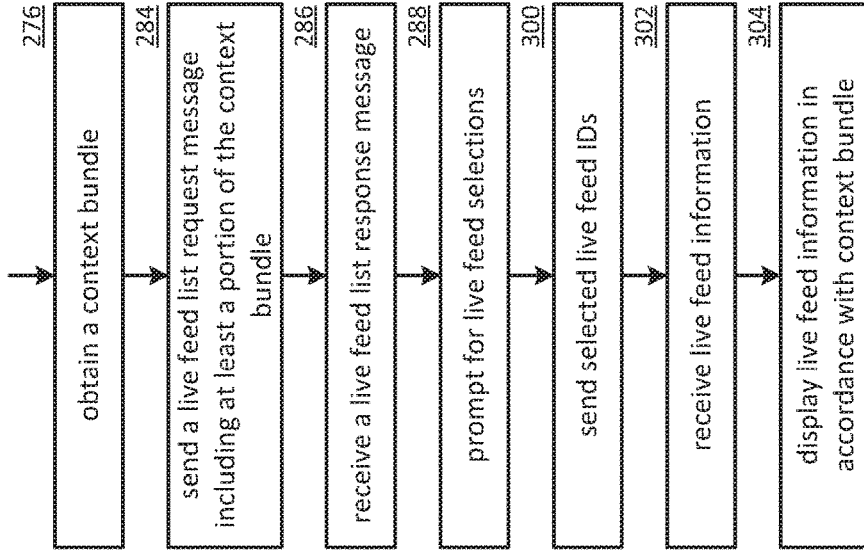 276
obtain a context bundle
284
send a live feed list request message
including at least a portion of the context
bundle
286
receive a live feed list response message
288
prompt for live feed selections
300
send selected live feed IDs
302
receive live feed information
304
display live feed information in
accordance with context bundle